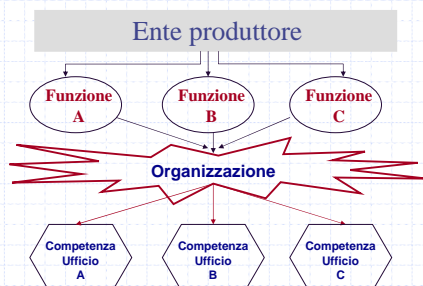 Ente produttore
Funzione
A
Funzione
B
Funzione
C
Organizzazione
Competenza
Ufficio
A
Competenza
Ufficio
B
Competenza
Ufficio
C